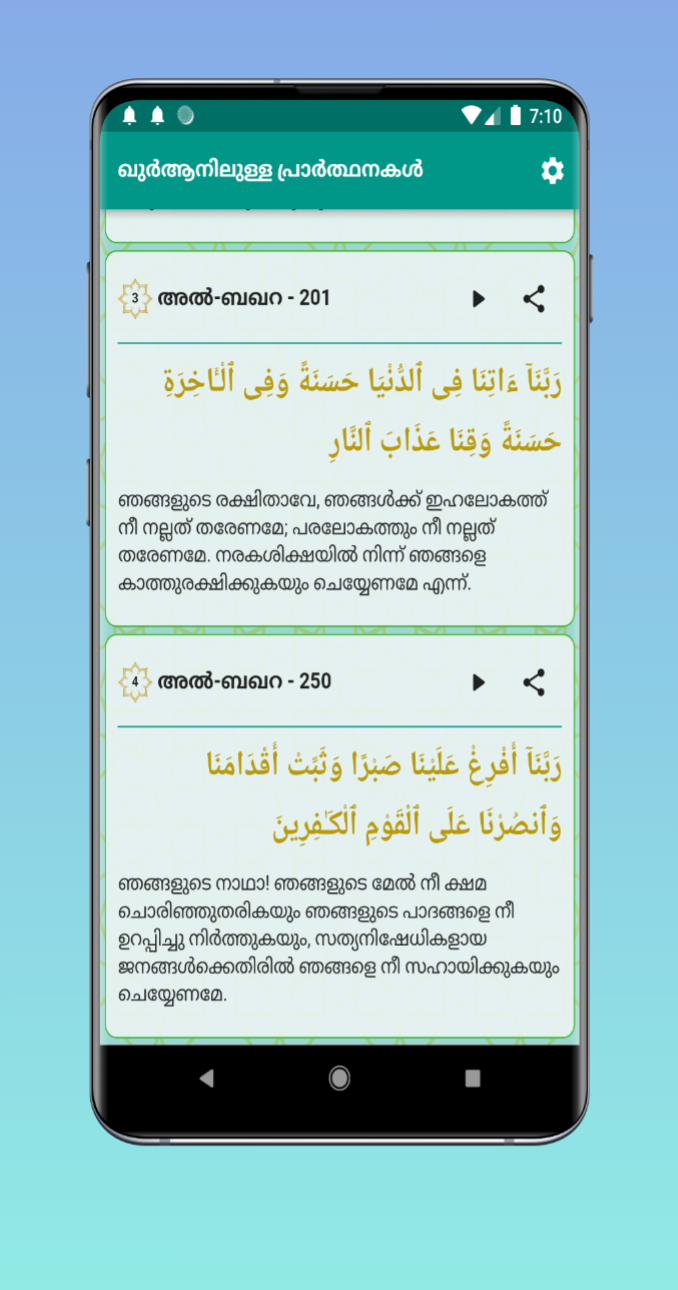 7:10
ഖുർആനിലുള്ള പ്രാർത്ഥനകൾ
3 അൽ-ബഖറ - 201
رَبَّنَآ ءَاتِنَا فِى ٱلدُّنْيَا حَسَنَةً وَفِى ٱلْـَٔاخِرَةِ
حَسَنَةً وَقِنَا عَذَابَ ٱلنَّارِ
ഞങ്ങളുടെ രക്ഷിതാവേ, ഞങ്ങൾക്ക് ഇഹലോകത്ത്
നീ നല്ലത് തരേണമേ; പരലോകത്തും നീ നല്ലത്
തരേണമേ. നരകശിക്ഷയിൽ നിന്ന് ഞങ്ങളെ
കാത്തുരക്ഷിക്കുകയും ചെയ്യേണമേ എന്ന്.
4 അൽ-ബഖറ - 250
رَبَّنَآ أَفْرِغْ عَلَيْنَا صَبْرًا وَثَبِّتْ أَقْدَامَنَا
وَٱنصُرْنَا عَلَى ٱلْقَوْمِ ٱلْكَـٰفِرِينَ
ഞങ്ങളുടെ നാഥാ! ഞങ്ങളുടെ മേൽ നീ ക്ഷമ
ചൊരിഞ്ഞുതരികയും ഞങ്ങളുടെ പാദങ്ങളെ നീ
ഉറപ്പിച്ചു നിർത്തുകയും, സത്യനിഷേധികളായ
ജനങ്ങൾക്കെതിരിൽ ഞങ്ങളെ നീ സഹായിക്കുകയും
ചെയ്യേണമേ.